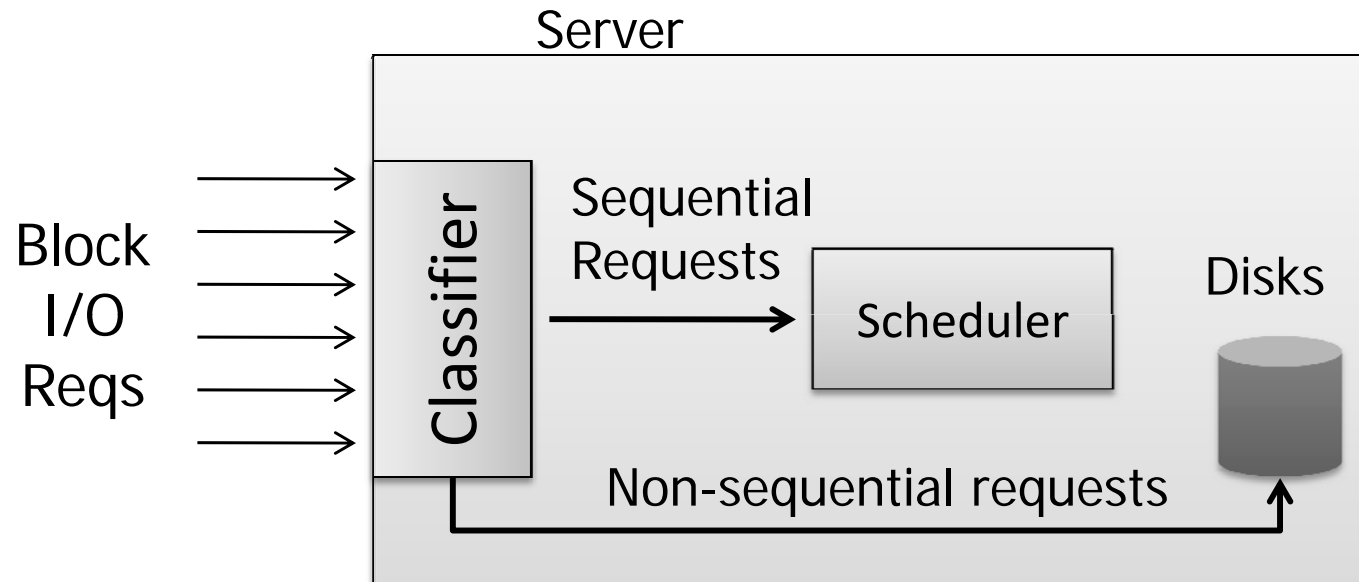 Server
Block
I/O
Reqs
Classifier
Sequential
Requests
Scheduler
Disks
Non-sequential requests